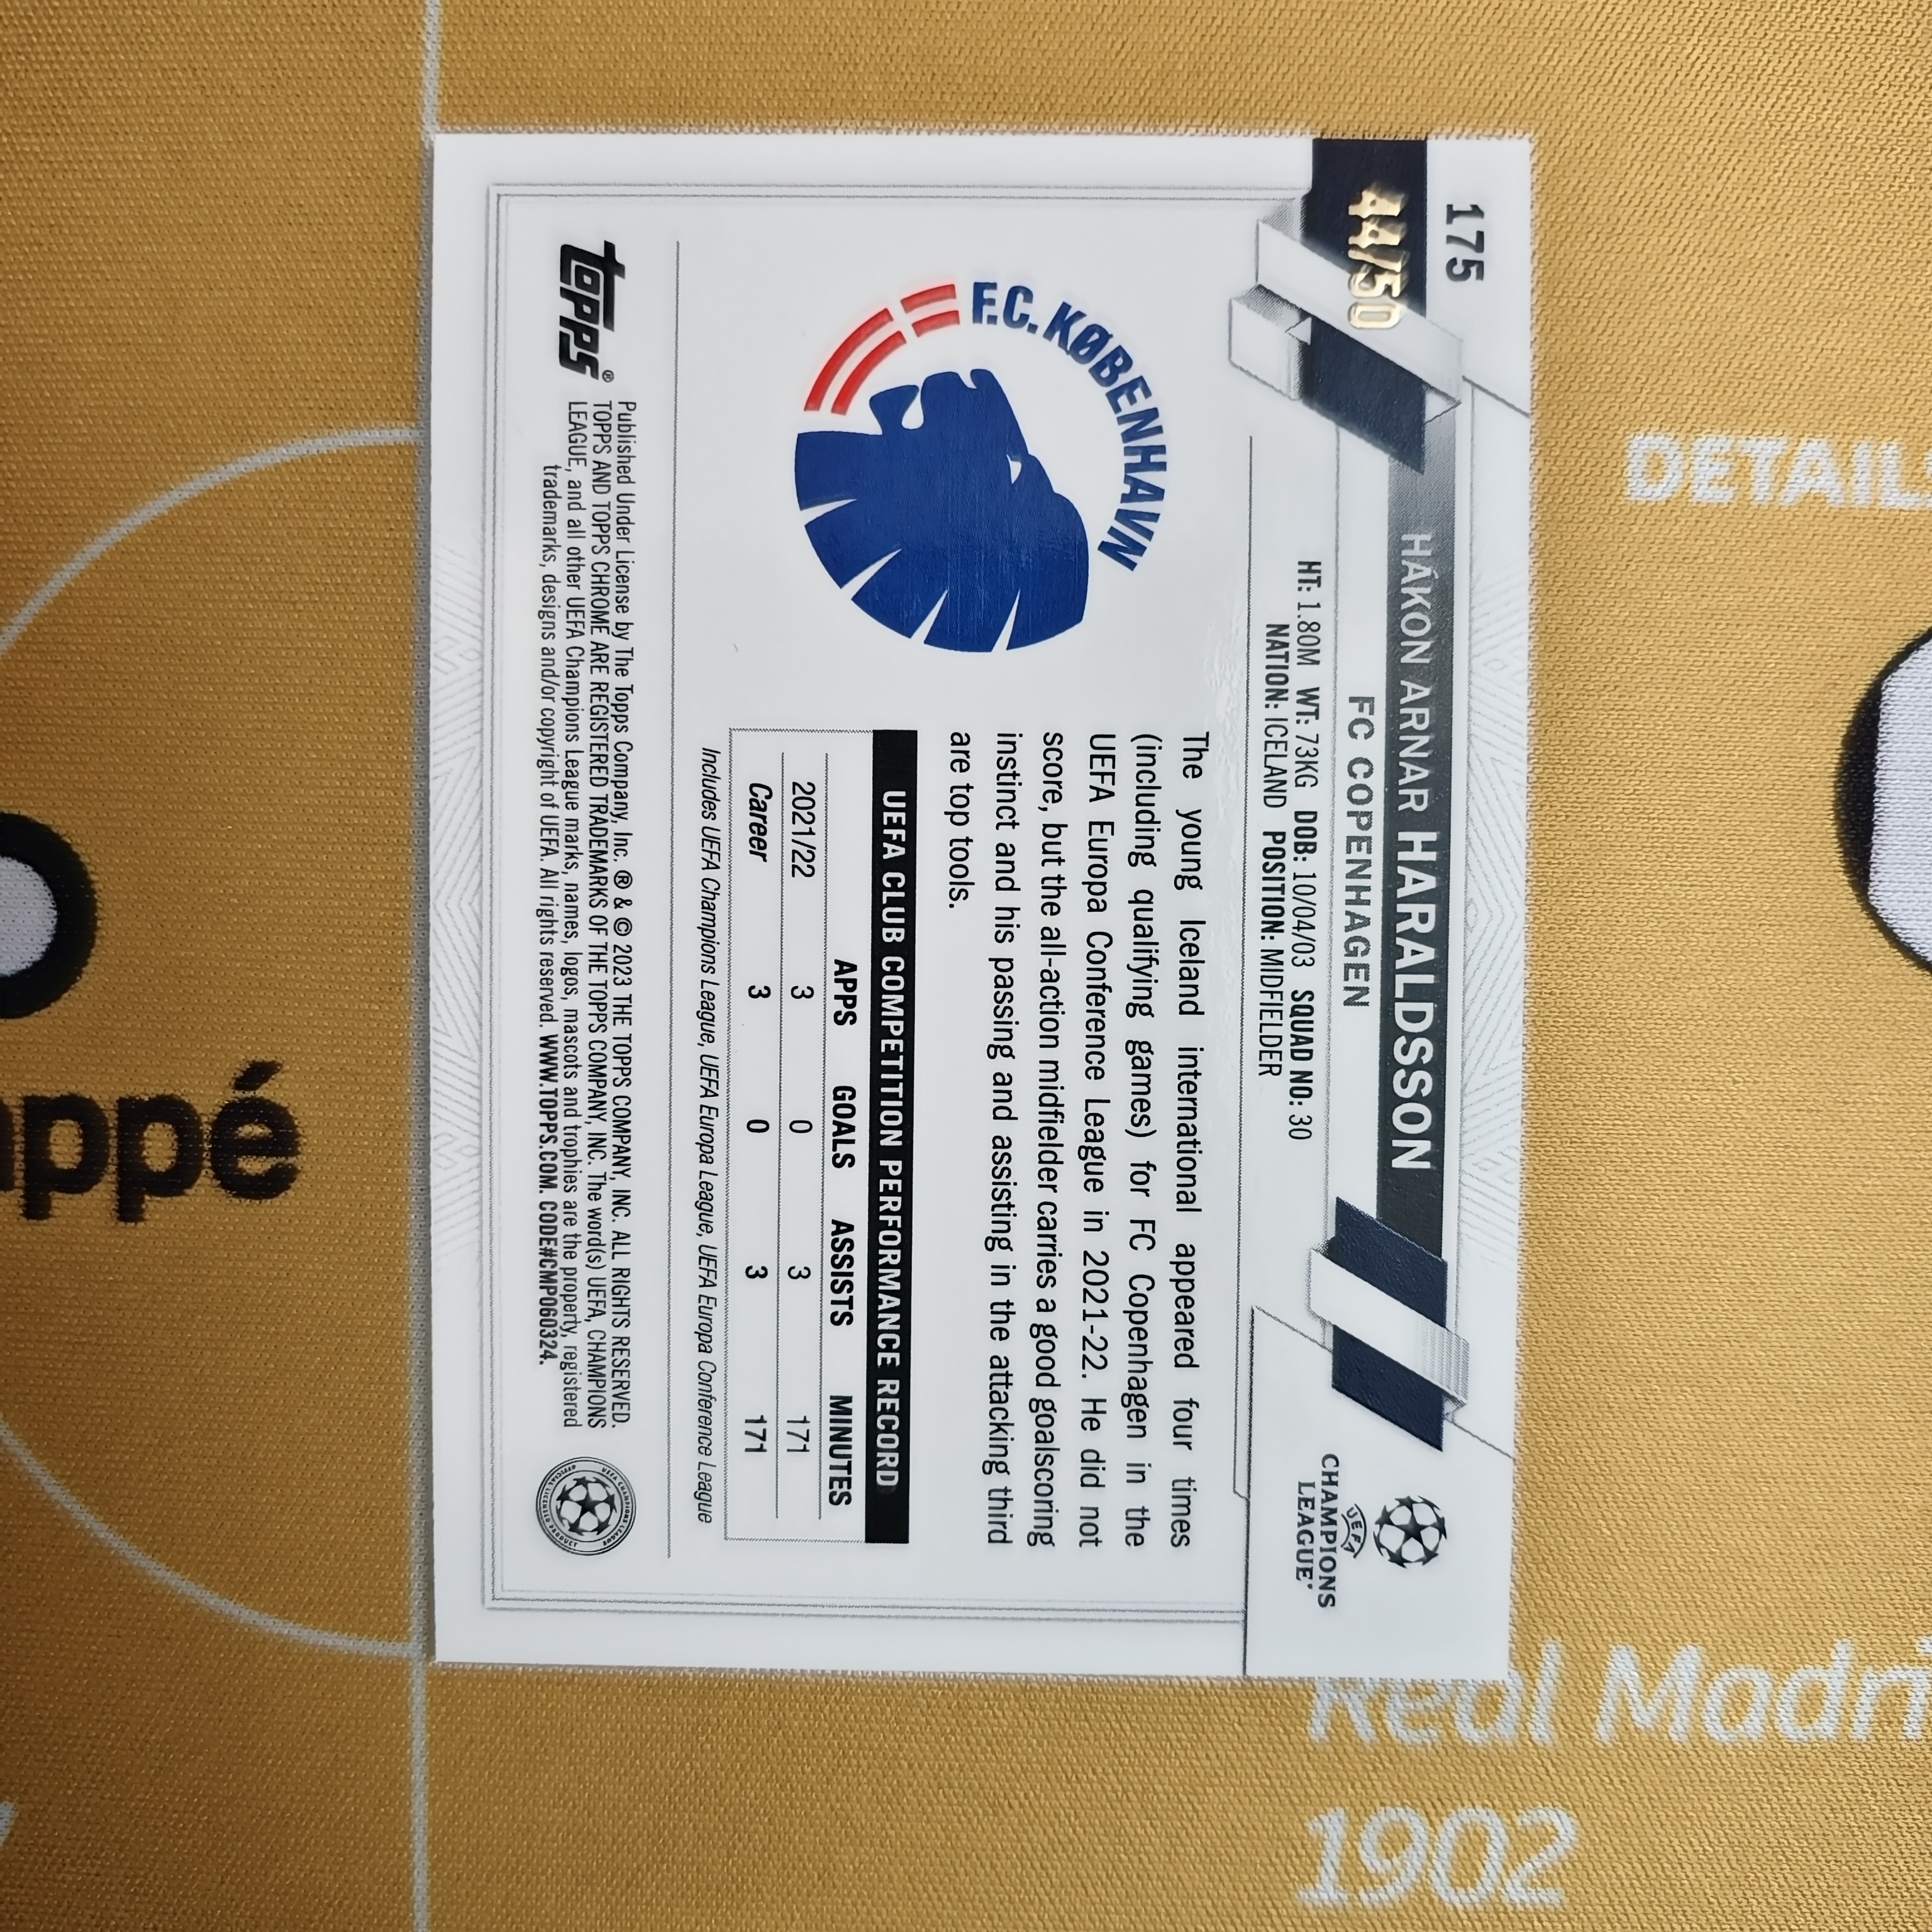 175
44/50
HÁKON ARNAR HARALDSSON
FC COPENHAGEN
HT: 1.80M WT: 73KG DOB: 10/04/03 SQUAD NO: 30
NATION: ICELAND POSITION: MIDFIELDER
UEFA
CHAMPIONS
LEAGUE
F.C. KØBENHAVN
The young Iceland international appeared four times
(including qualifying games) for FC Copenhagen in the
UEFA Europa Conference League in 2021-22. He did not
score, but the all-action midfielder carries a good goalscoring
instinct and his passing and assisting in the attacking third
are top tools.
UEFA CLUB COMPETITION PERFORMANCE RECORD
APPS GOALS ASSISTS MINUTES
2021/22 3 0 3 171
Career 3 0 3 171
Includes UEFA Champions League, UEFA Europa League, UEFA Europa Conference League
topps®
Published Under License by The Topps Company, Inc. ® & © 2023 THE TOPPS COMPANY, INC. ALL RIGHTS RESERVED.
TOPPS AND TOPPS CHROME ARE REGISTERED TRADEMARKS OF THE TOPPS COMPANY, INC. The word(s) UEFA, CHAMPIONS
LEAGUE, and all other UEFA Champions League marks, names, logos, mascots and trophies are the property, registered
trademarks, designs and/or copyright of UEFA. All rights reserved. WWW.TOPPS.COM. CODE#CMP060324.
DETAIL
ppé
Real Madri
1902